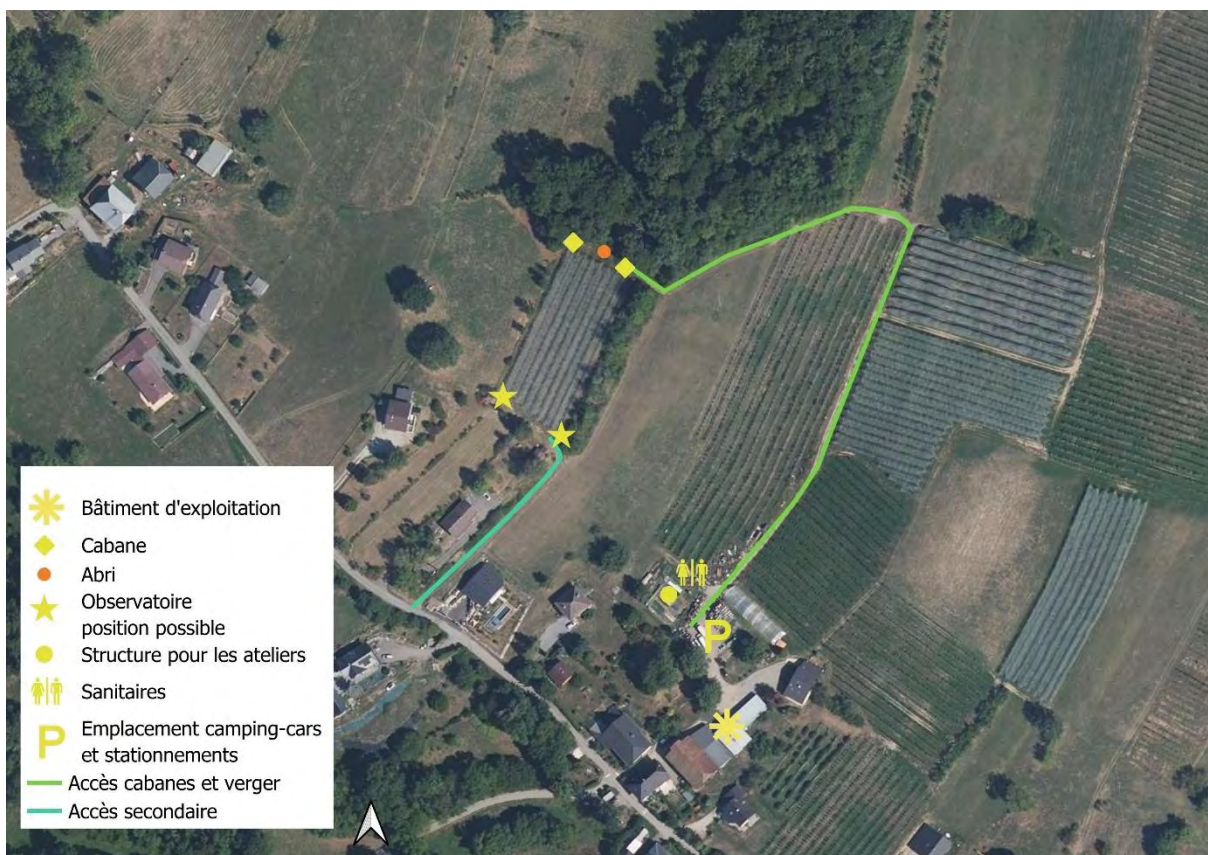 P
Bâtiment d'exploitation
Cabane
Abri
Observatoire
position possible
Structure pour les ateliers
Sanitaires
P
Emplacement camping-cars
et stationnements
Accès cabanes et verger
Accès secondaire